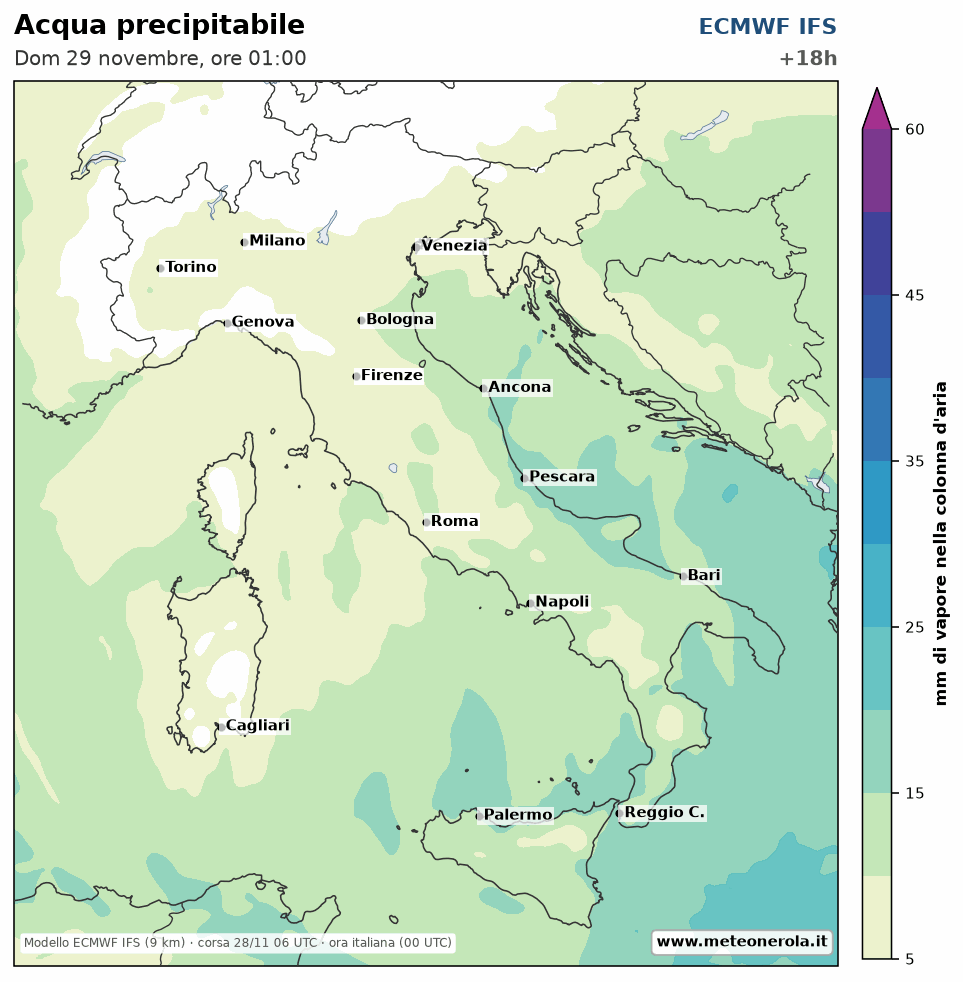 Acqua precipitabile
ECMWF IFS
Dom 29 novembre, ore 01:00
+18h
Milano
Venezia
Torino
Genova
Bologna
Firenze
Ancona
Pescara
Roma
Bari
Napoli
Cagliari
Palermo
Reggio C.
60
45
35
25
15
5
mm di vapore nella colonna d'aria
Modello ECMWF IFS (9 km) · corsa 28/11 06 UTC · ora italiana (00 UTC)
www.meteonerola.it